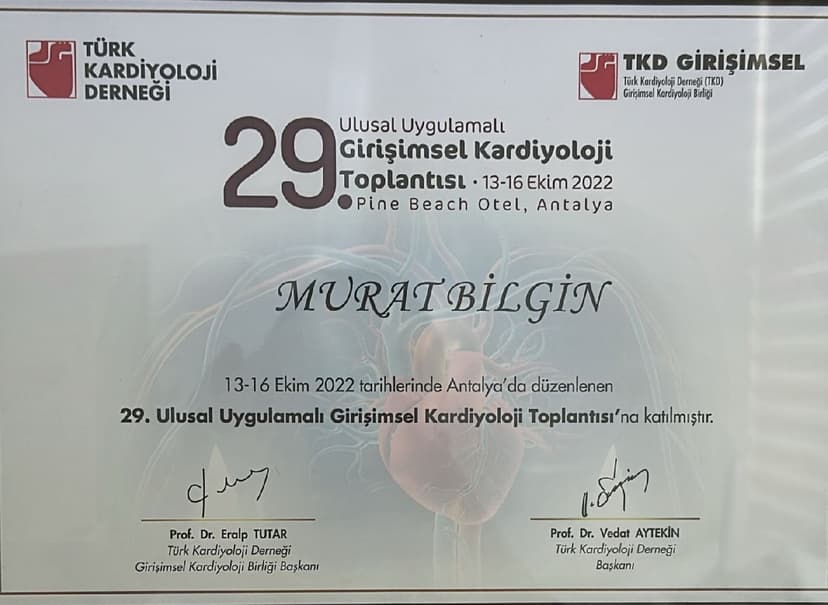 TÜRK
KARDİYOLOJİ
DERNEĞİ
TKD GİRİŞİMSEL
Türk Kardiyoloji Derneği (TKD)
Girişimsel Kardiyoloji Birliği
29.
Ulusal Uygulamalı
Girişimsel Kardiyoloji
Toplantısı • 13-16 Ekim 2022
Pine Beach Otel, Antalya
MURAT BİLGİN
13-16 Ekim 2022 tarihlerinde Antalya'da düzenlenen
29. Ulusal Uygulamalı Girişimsel Kardiyoloji Toplantısı'na katılmıştır.
Prof. Dr. Eralp TUTAR
Türk Kardiyoloji Derneği
Girişimsel Kardiyoloji Birliği Başkanı
Prof. Dr. Vedat AYTEKİN
Türk Kardiyoloji Derneği
Başkanı